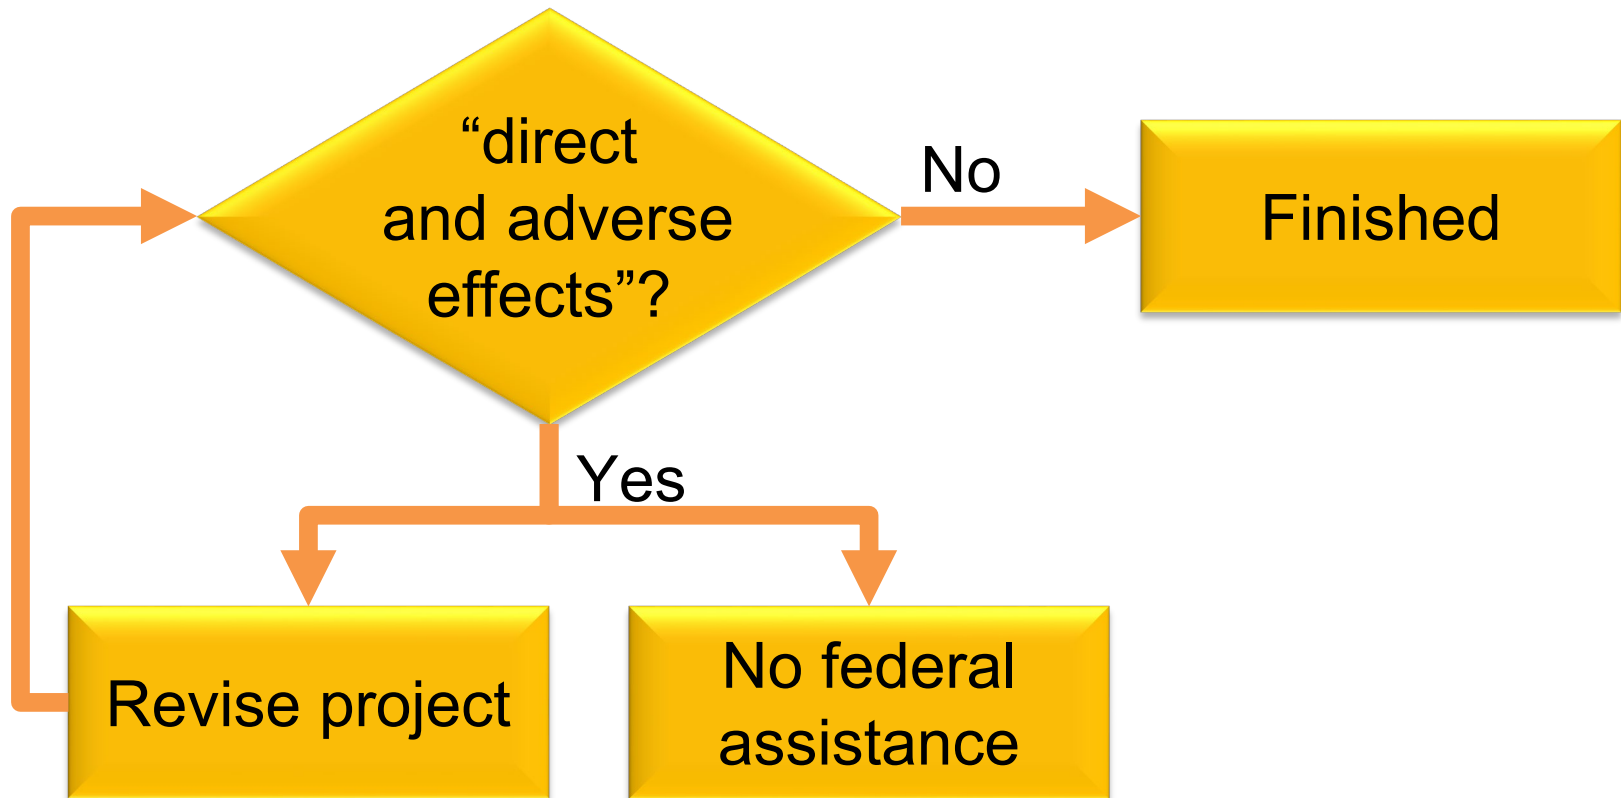 “direct
and adverse
effects”?
No
Finished
Yes
Revise project
No federal
assistance